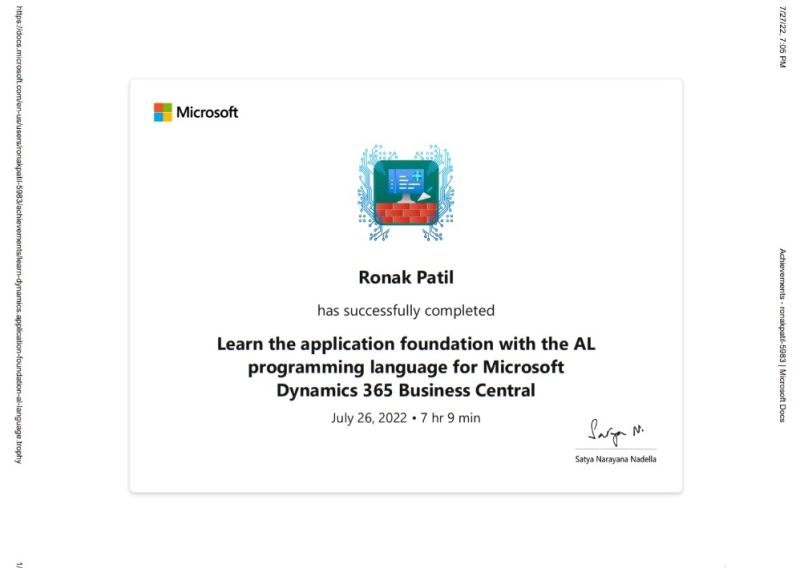 7/27/22, 7:05 PM
Achievements - ronakpatil-5983 | Microsoft Docs
Microsoft
Ronak Patil
has successfully completed
Learn the application foundation with the AL
programming language for Microsoft
Dynamics 365 Business Central
July 26, 2022 • 7 hr 9 min
Satya N.
Satya Narayana Nadella
https://docs.microsoft.com/en-us/users/ronakpatil-5983/achievements/learn-dynamics.application-foundation-al-language.trophy
1/